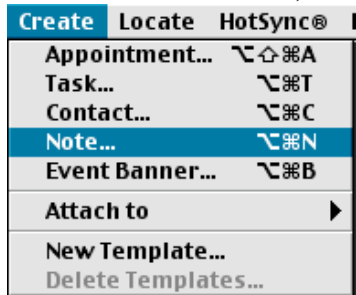 Create Locate HotSync®
Appointment... ⌥⇧⌘A
Task... ⌥⌘T
Contact... ⌥⌘C
Note... ⌥⌘N
Event Banner... ⌥⌘B
Attach to ▶
New Template...
Delete Templates...